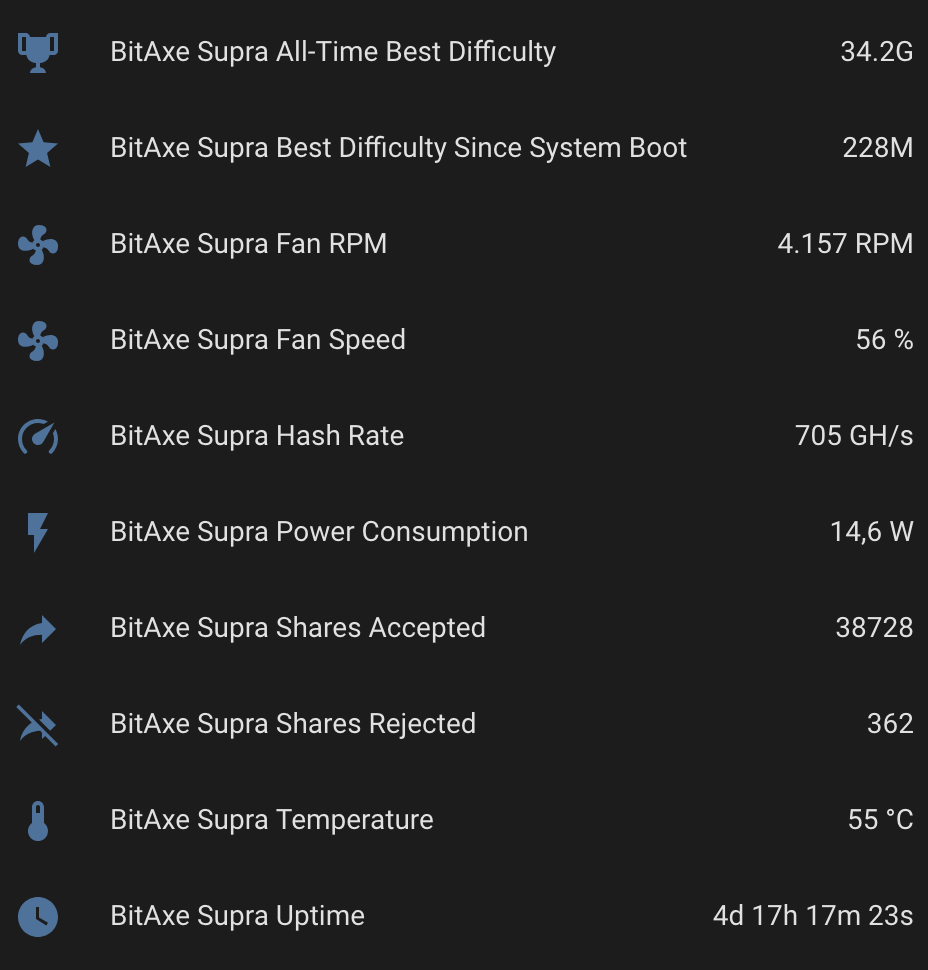 BitAxe Supra All-Time Best Difficulty 34.2G
BitAxe Supra Best Difficulty Since System Boot 228M
BitAxe Supra Fan RPM 4.157 RPM
BitAxe Supra Fan Speed 56 %
BitAxe Supra Hash Rate 705 GH/s
BitAxe Supra Power Consumption 14,6 W
BitAxe Supra Shares Accepted 38728
BitAxe Supra Shares Rejected 362
BitAxe Supra Temperature 55 °C
BitAxe Supra Uptime 4d 17h 17m 23s